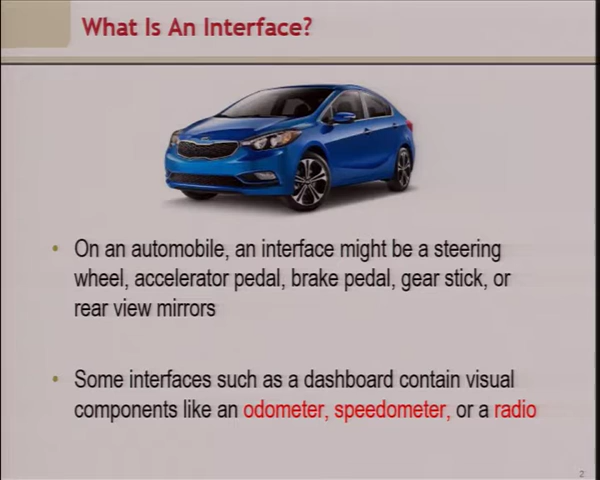 What Is An Interface?
• On an automobile, an interface might be a steering
wheel, accelerator pedal, brake pedal, gear stick, or
rear view mirrors
• Some interfaces such as a dashboard contain visual
components like an odometer, speedometer, or a radio
2